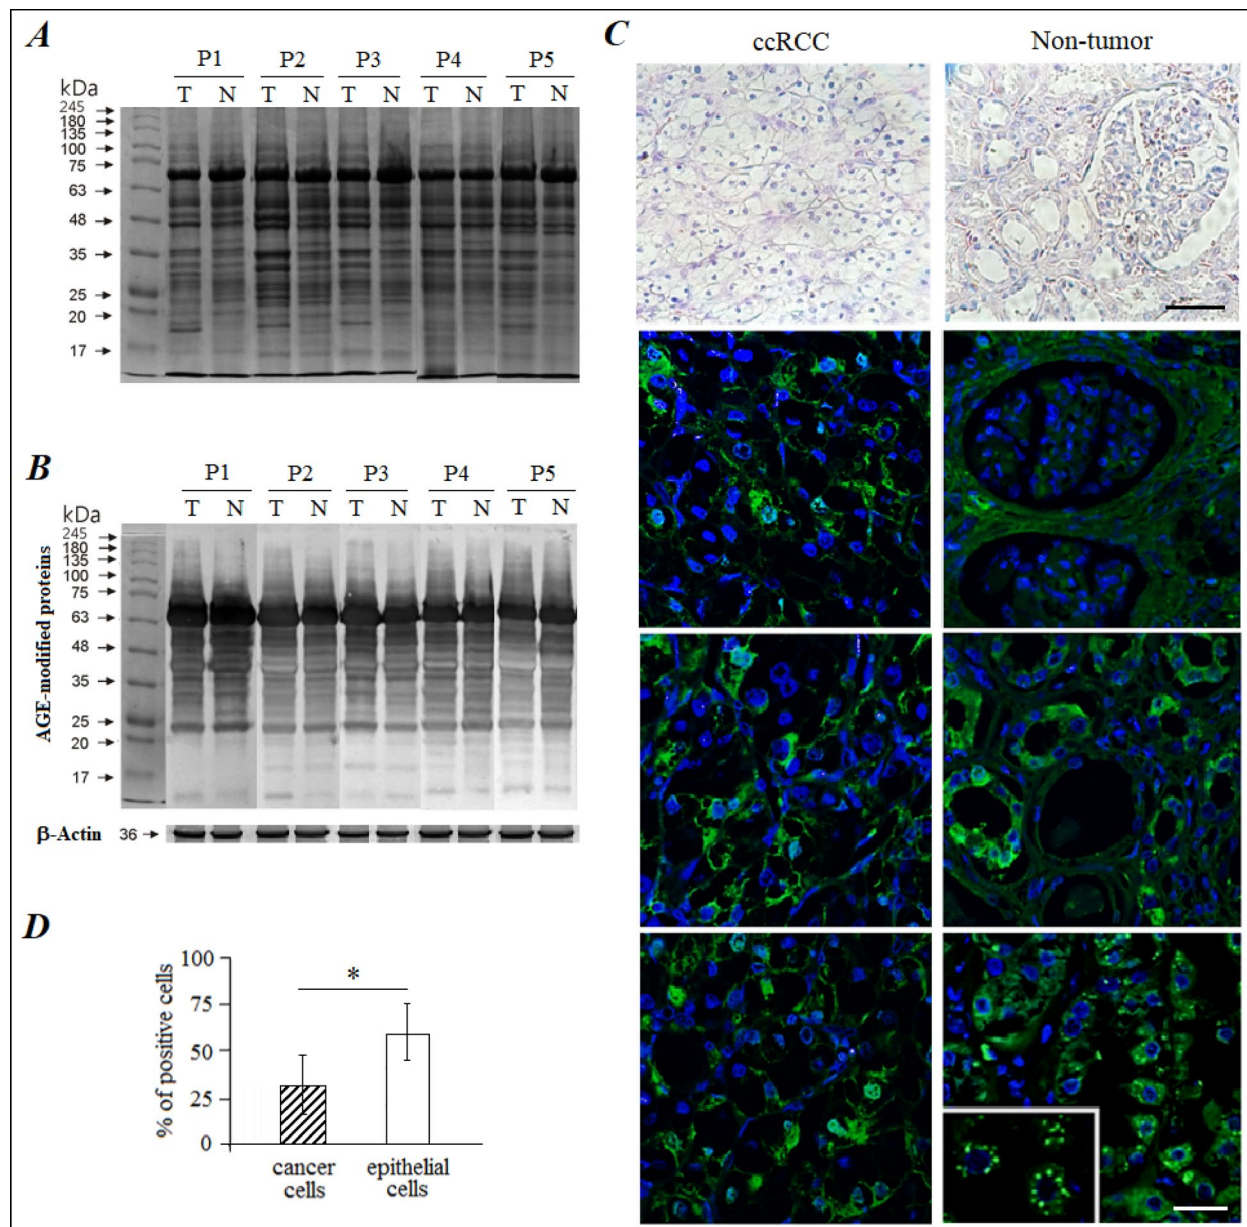 A
P1 P2 P3 P4 P5
kDa T N T N T N T N T N
245
180
135
100
75
63
48
35
25
20
17
B
P1 P2 P3 P4 P5
kDa T N T N T N T N T N
245
180
135
100
75
63
48
35
25
20
17
AGE-modified proteins
β-Actin 36
C
ccRCC Non-tumor
D
% of positive cells
100
75
50
25
0
*
cancer cells
epithelial cells